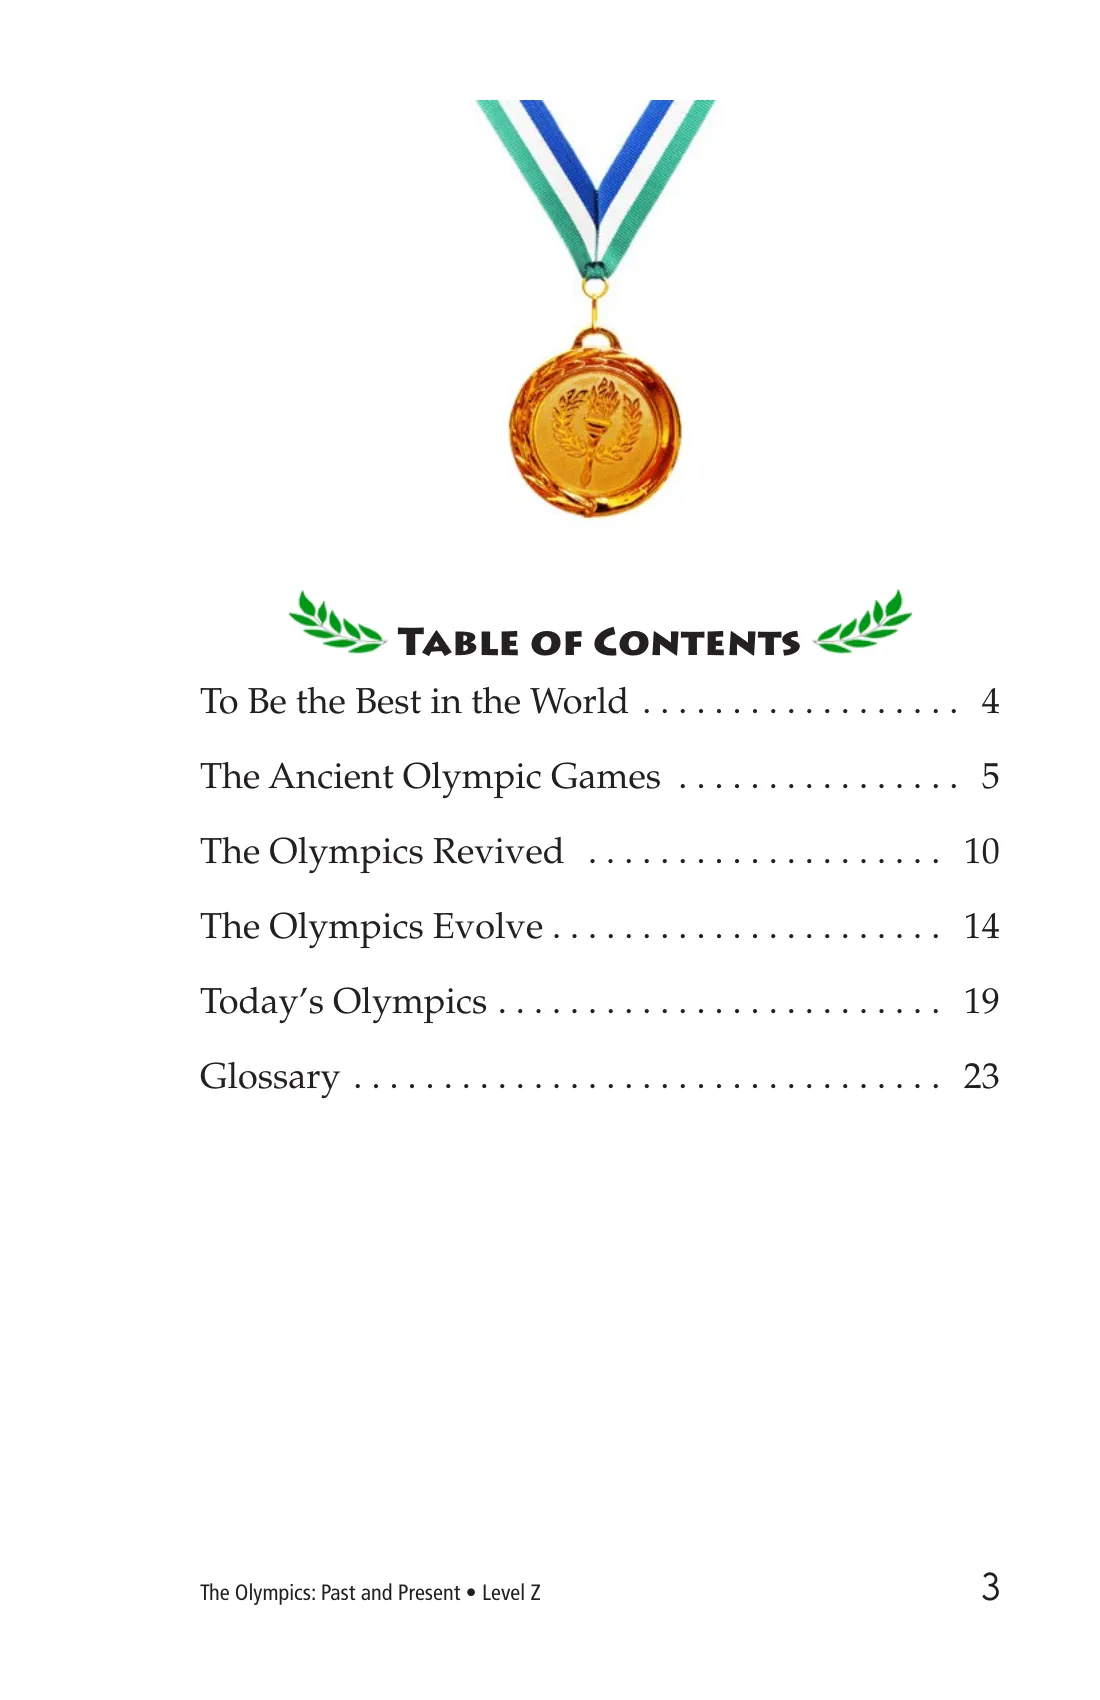 Table of Contents
To Be the Best in the World . . . . . . . . . . . . . . . . . . 4
The Ancient Olympic Games . . . . . . . . . . . . . . . . 5
The Olympics Revived . . . . . . . . . . . . . . . . . . . . 10
The Olympics Evolve . . . . . . . . . . . . . . . . . . . . . . 14
Today’s Olympics . . . . . . . . . . . . . . . . . . . . . . . . . 19
Glossary . . . . . . . . . . . . . . . . . . . . . . . . . . . . . . . . . 23
The Olympics: Past and Present • Level Z 3